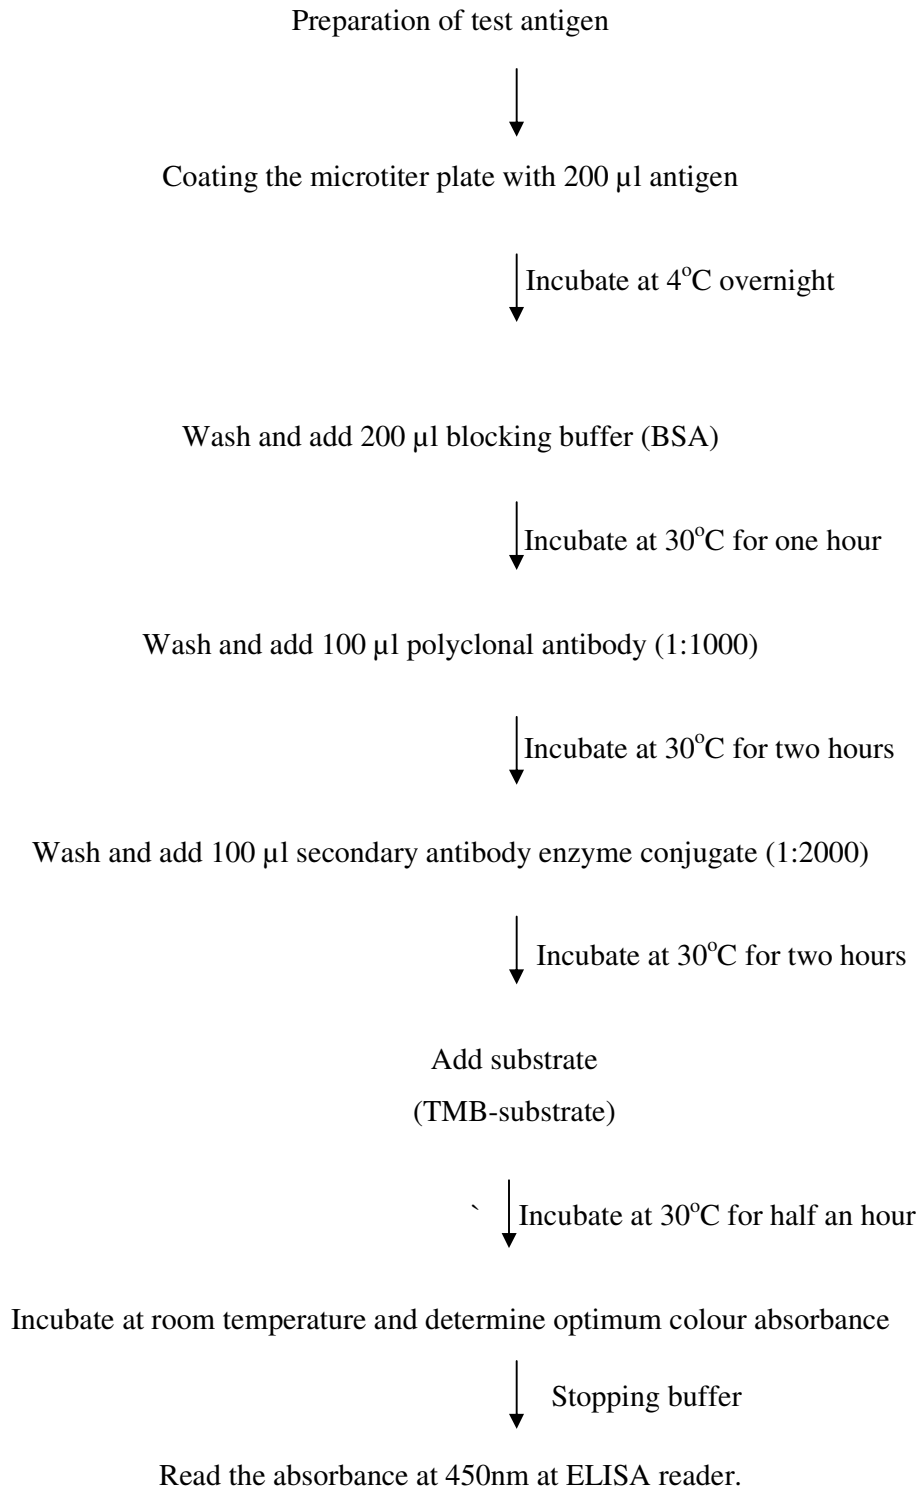 Preparation of test antigen
Coating the microtiter plate with 200 µl antigen
Incubate at 4°C overnight
Wash and add 200 µl blocking buffer (BSA)
Incubate at 30°C for one hour
Wash and add 100 µl polyclonal antibody (1:1000)
Incubate at 30°C for two hours
Wash and add 100 µl secondary antibody enzyme conjugate (1:2000)
Incubate at 30°C for two hours
Add substrate
(TMB-substrate)
` Incubate at 30°C for half an hour
Incubate at room temperature and determine optimum colour absorbance
Stopping buffer
Read the absorbance at 450nm at ELISA reader.